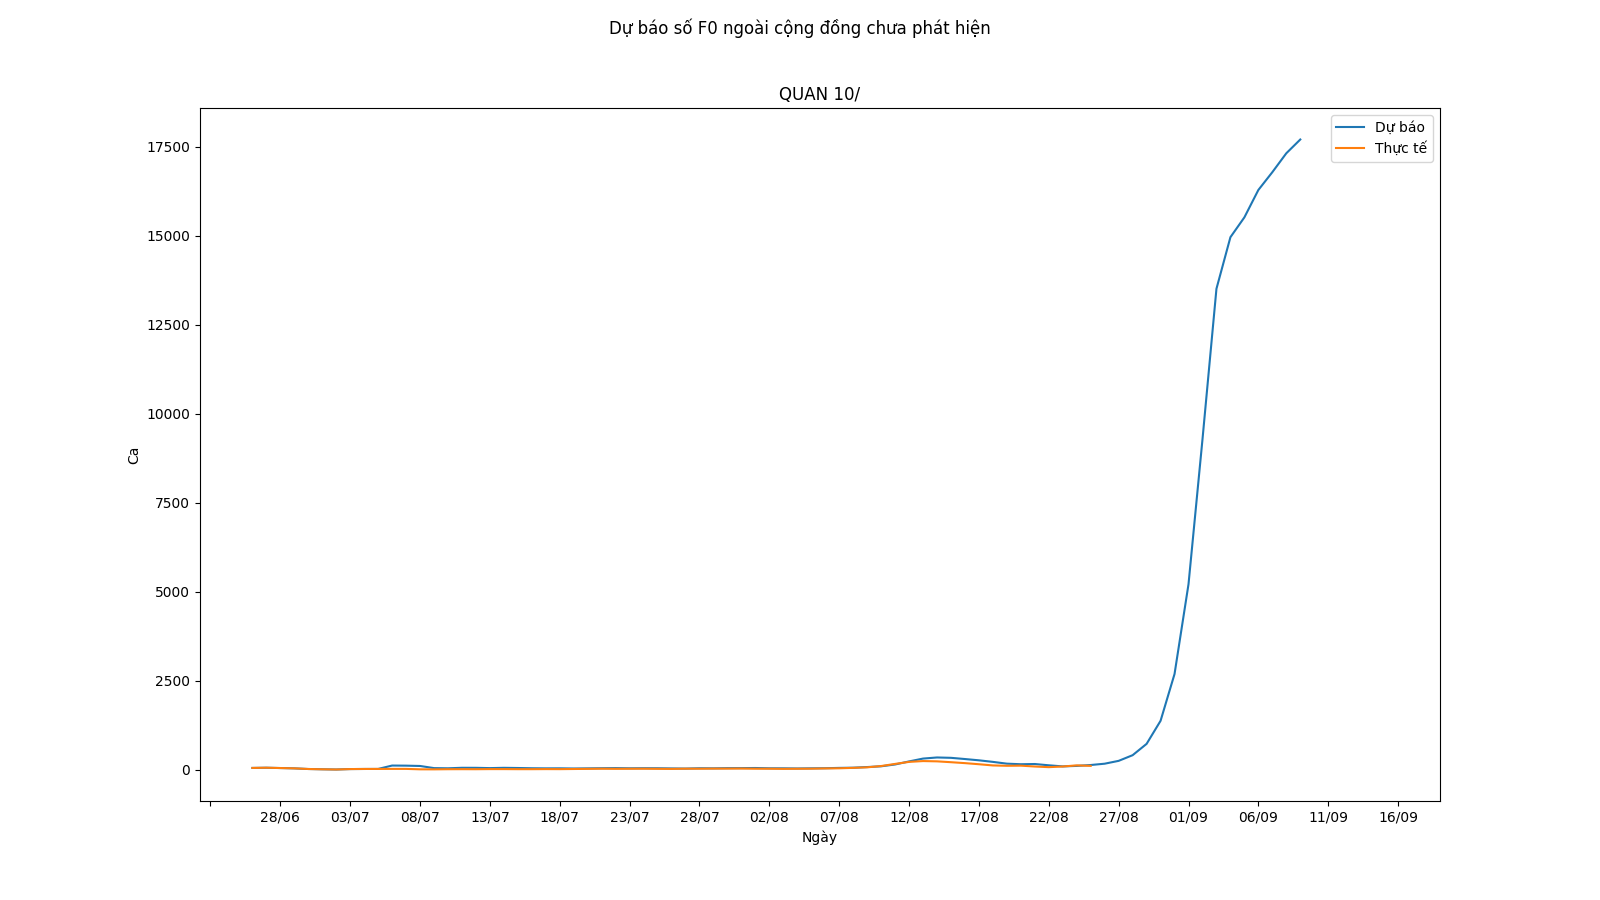 Dự báo số F0 ngoài cộng đồng chưa phát hiện
QUAN 10/
Dự báo
Thực tế
17500
15000
12500
10000
7500
5000
2500
0
Ca
28/06 03/07 08/07 13/07 18/07 23/07 28/07 02/08 07/08 12/08 17/08 22/08 27/08 01/09 06/09 11/09 16/09
Ngày